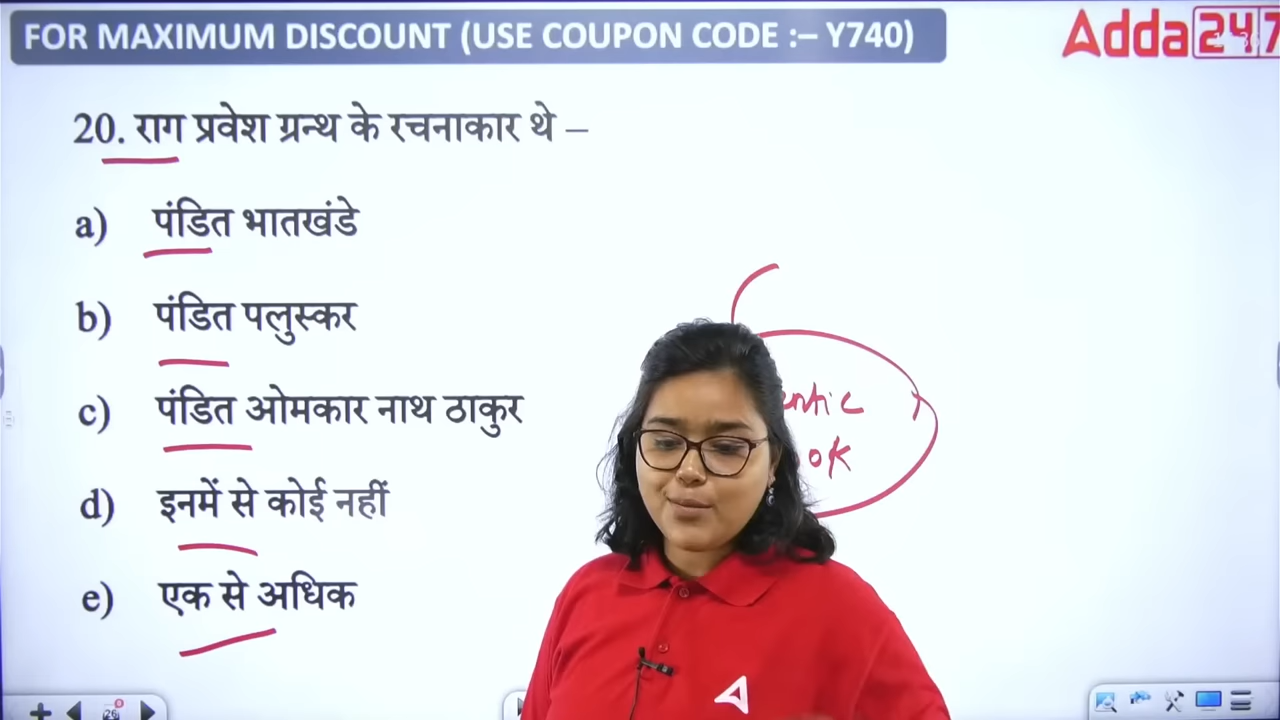 FOR MAXIMUM DISCOUNT (USE COUPON CODE :– Y740)
Adda247
20. राग प्रवेश ग्रन्थ के रचनाकार थे –
a) पंडित भातखंडे
b) पंडित पलुस्कर
c) पंडित ओमकार नाथ ठाकुर
d) इनमें से कोई नहीं
e) एक से अधिक
26